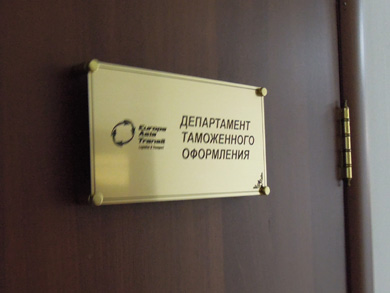 Europe
Asia
Transit
ДЕПАРТАМЕНТ
ТАМОЖЕННОГО
ОФОРМЛЕНИЯ